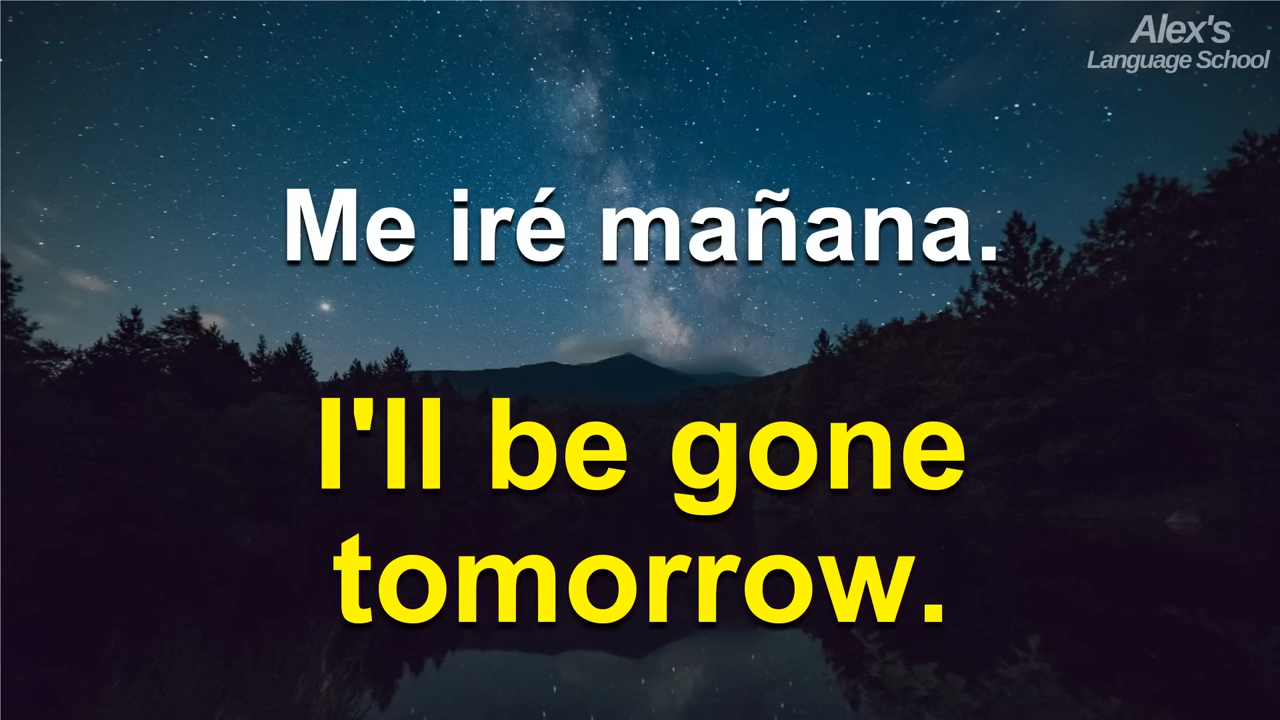 Alex's
Language School
Me iré mañana.
I'll be gone
tomorrow.